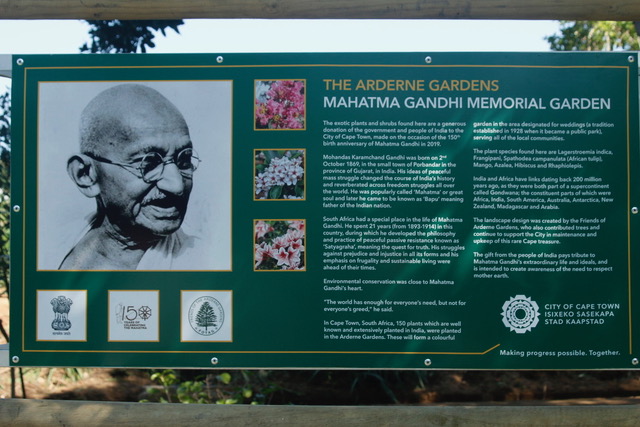 THE ARDERNE GARDENS
MAHATMA GANDHI MEMORIAL GARDEN
The exotic plants and shrubs found here are a generous
donation of the government and people of India to the
City of Cape Town, made on the occasion of the 150th
birth anniversary of Mahatma Gandhi in 2019.
Mohandas Karamchand Gandhi was born on 2nd
October 1869, in the small town of Porbandar in the
province of Gujarat, in India. His ideas of peaceful
mass struggle changed the course of India's history
and reverberated across freedom struggles all over
the world. He was popularly called 'Mahatma' or great
soul and later he came to be known as 'Bapu' meaning
father of the Indian nation.
South Africa had a special place in the life of Mahatma
Gandhi. He spent 21 years (from 1893-1914) in this
country, during which he developed the philosophy
and practice of peaceful passive resistance known as
'Satyagraha', meaning the quest for truth. His struggles
against prejudice and injustice in all its forms and his
emphasis on frugality and sustainable living were
ahead of their times.
Environmental conservation was close to Mahatma
Gandhi's heart.
"The world has enough for everyone's need, but not for
everyone's greed," he said.
In Cape Town, South Africa, 150 plants which are well
known and extensively planted in India, were planted
in the Arderne Gardens. These will form a colourful
garden in the area designated for weddings (a tradition
established in 1928 when it became a public park),
serving all of the local communities.
The plant species found here are Lagerstroemia Indica,
Frangipani, Spathodea campanulata (African tulip),
Mango, Azalea, Hibiscus and Rhaphiolepis.
India and Africa have links dating back 200 million
years ago, as they were both part of a supercontinent
called Gondwana; the constituent parts of which were
Africa, India, South America, Australia, Antarctica, New
Zealand, Madagascar and Arabia.
The landscape design was created by the Friends of
Arderne Gardens, who also contributed trees and
continue to support the City in maintenance and
upkeep of this rare Cape treasure.
The gift from the people of India pays tribute to
Mahatma Gandhi's extraordinary life and ideals, and
is intended to create awareness of the need to respect
mother earth.
150
YEARS OF
CELEBRATING
THE MAHATMA
CITY OF CAPE TOWN
ISIXEKO SASEKAPA
STAD KAAPSTAD
Making progress possible. Together.